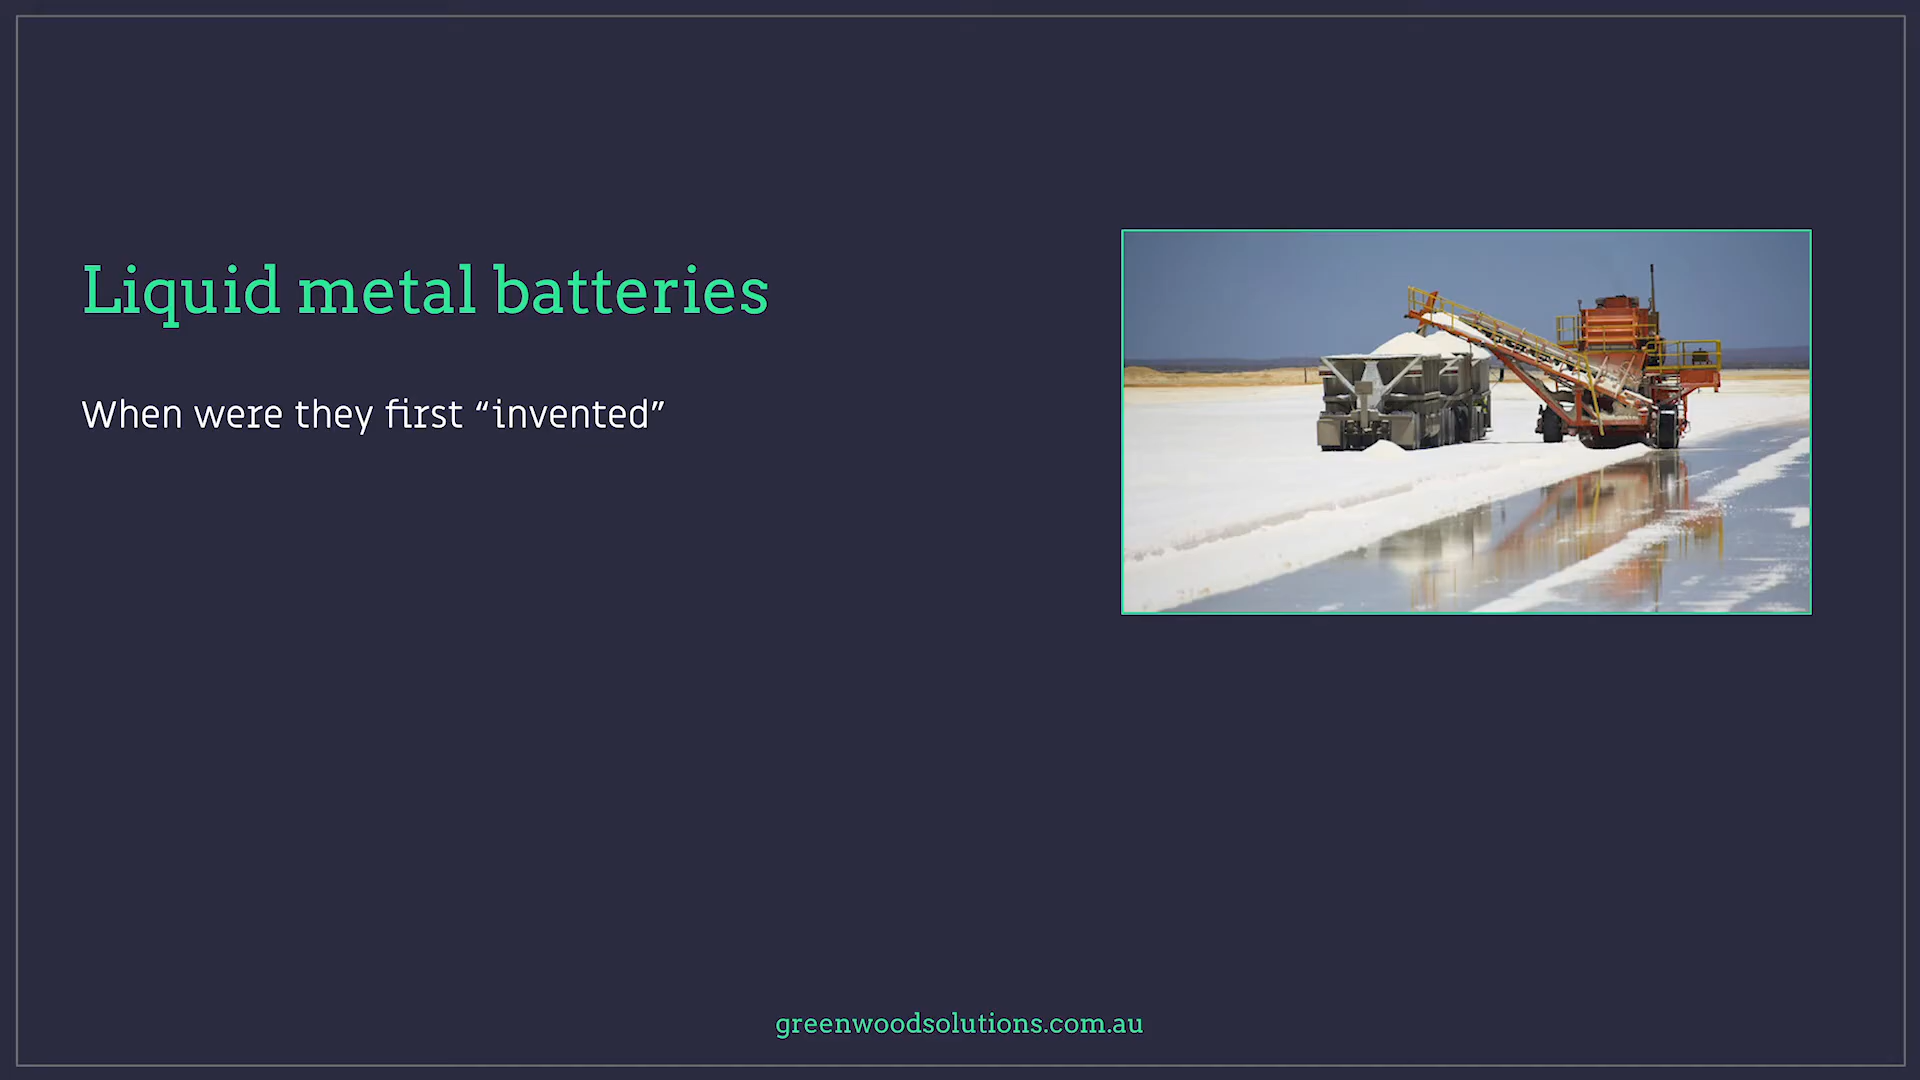 Liquid metal batteries
When were they first “invented”
greenwoodsolutions.com.au